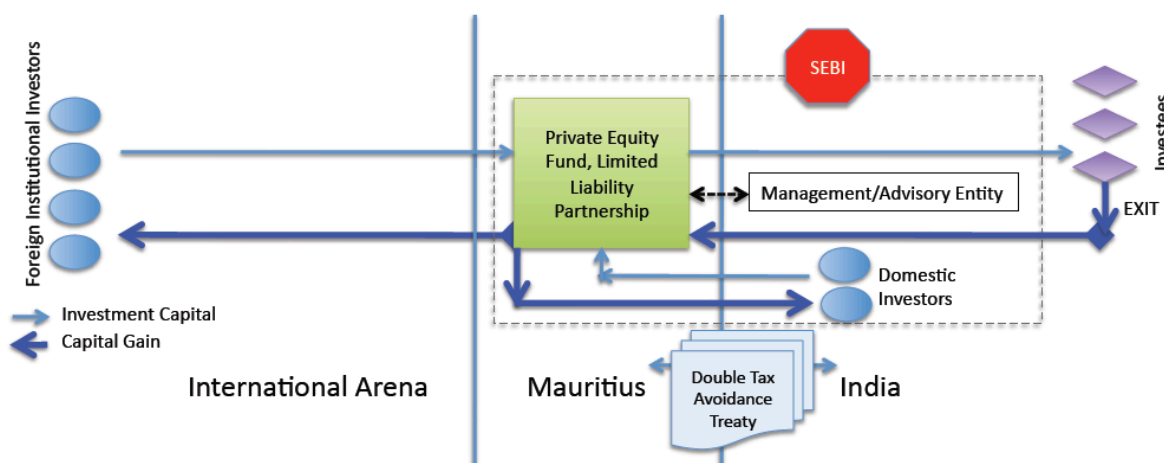 Foreign Institutional Investors
SEBI
Private Equity
Fund, Limited
Liability
Partnership
Management/Advisory Entity
Investees
EXIT
Domestic
Investors
Investment Capital
Capital Gain
International Arena
Mauritius
Double Tax
Avoidance
Treaty
India